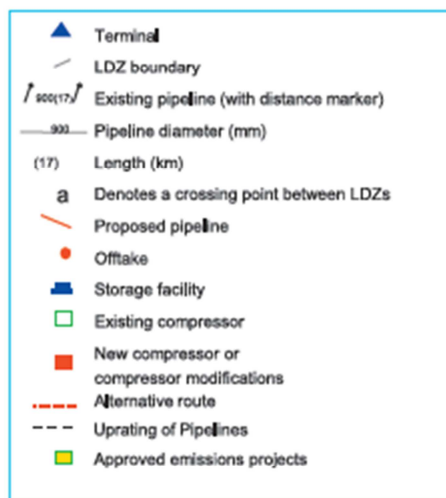 Terminal
LDZ boundary
900(17) Existing pipeline (with distance marker)
900 Pipeline diameter (mm)
(17) Length (km)
a Denotes a crossing point between LDZs
Proposed pipeline
Offtake
Storage facility
Existing compressor
New compressor or
compressor modifications
Alternative route
Uprating of Pipelines
Approved emissions projects